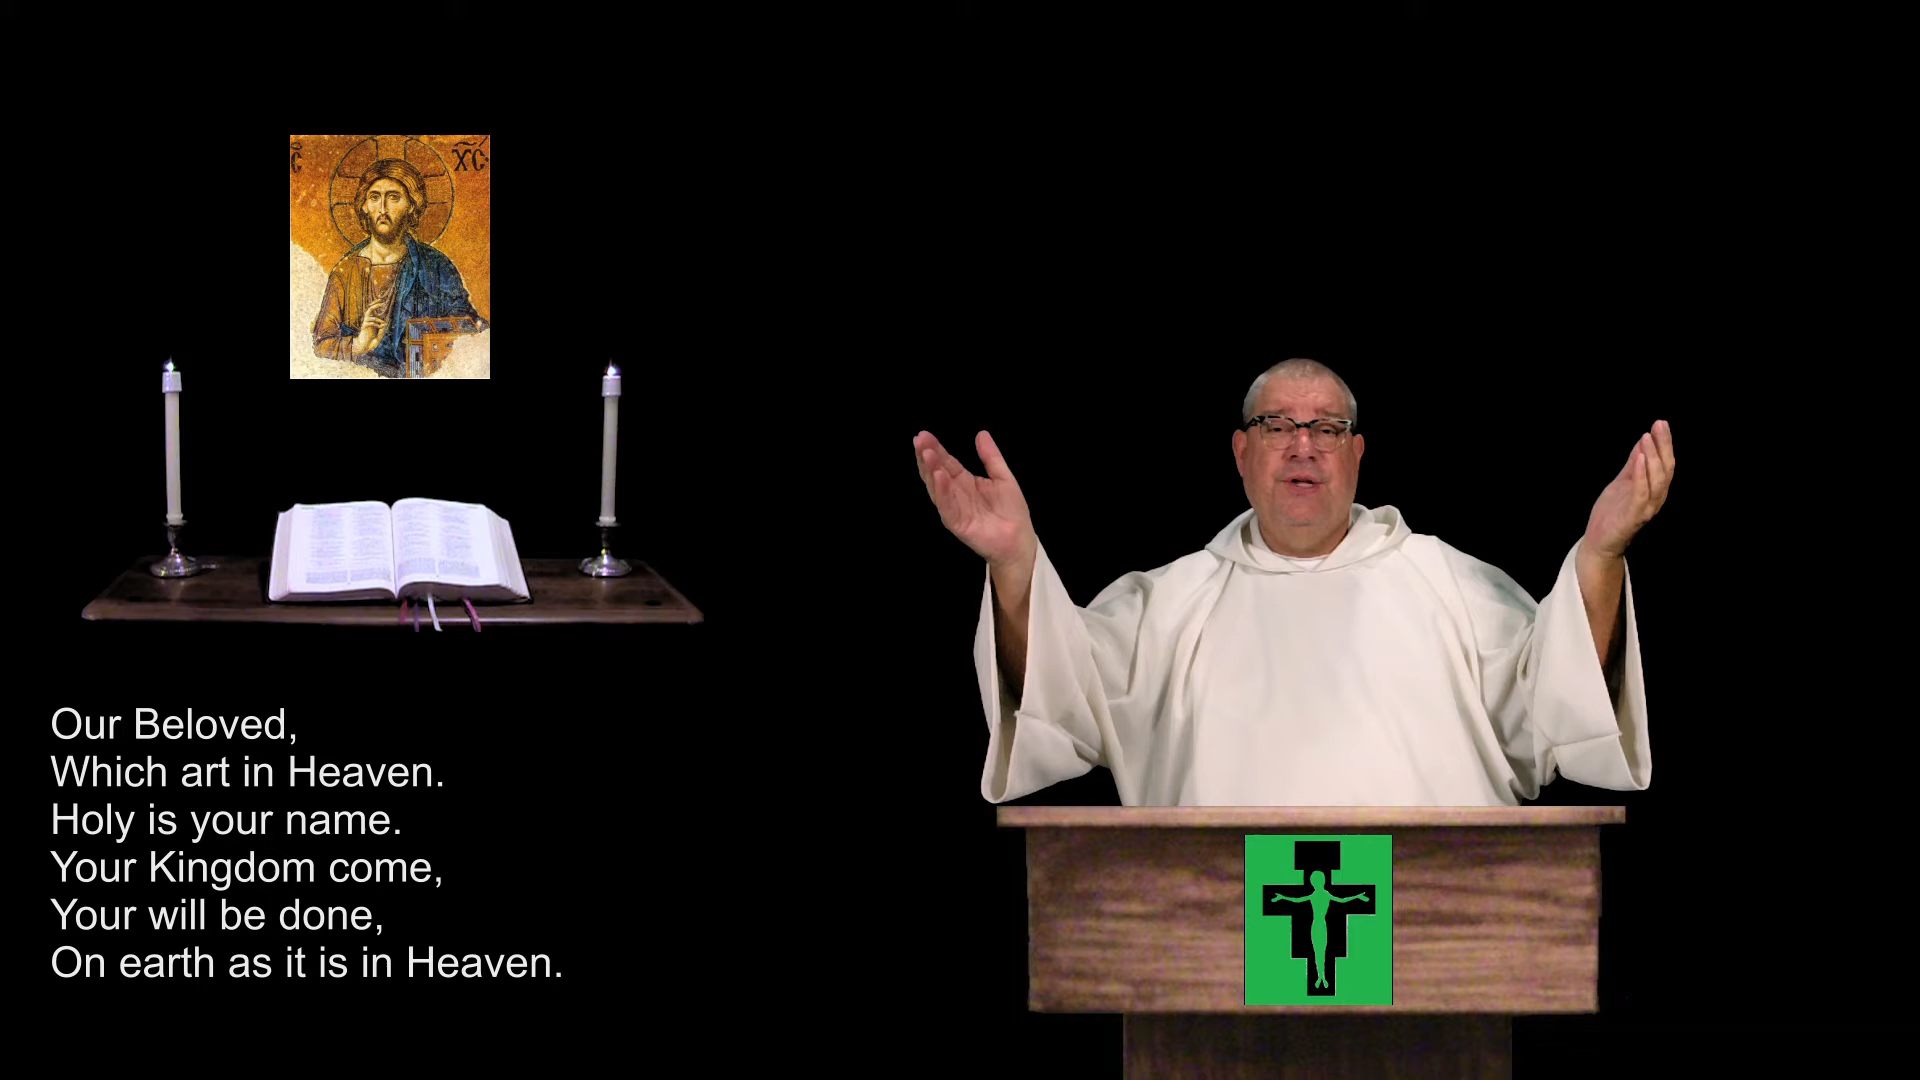 C XC
Our Beloved,
Which art in Heaven.
Holy is your name.
Your Kingdom come,
Your will be done,
On earth as it is in Heaven.